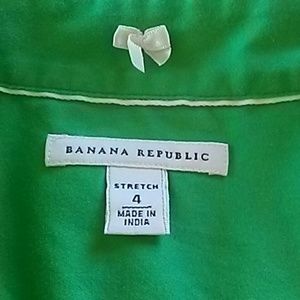 BANANA REPUBLIC
STRETCH
4
MADE IN
INDIA